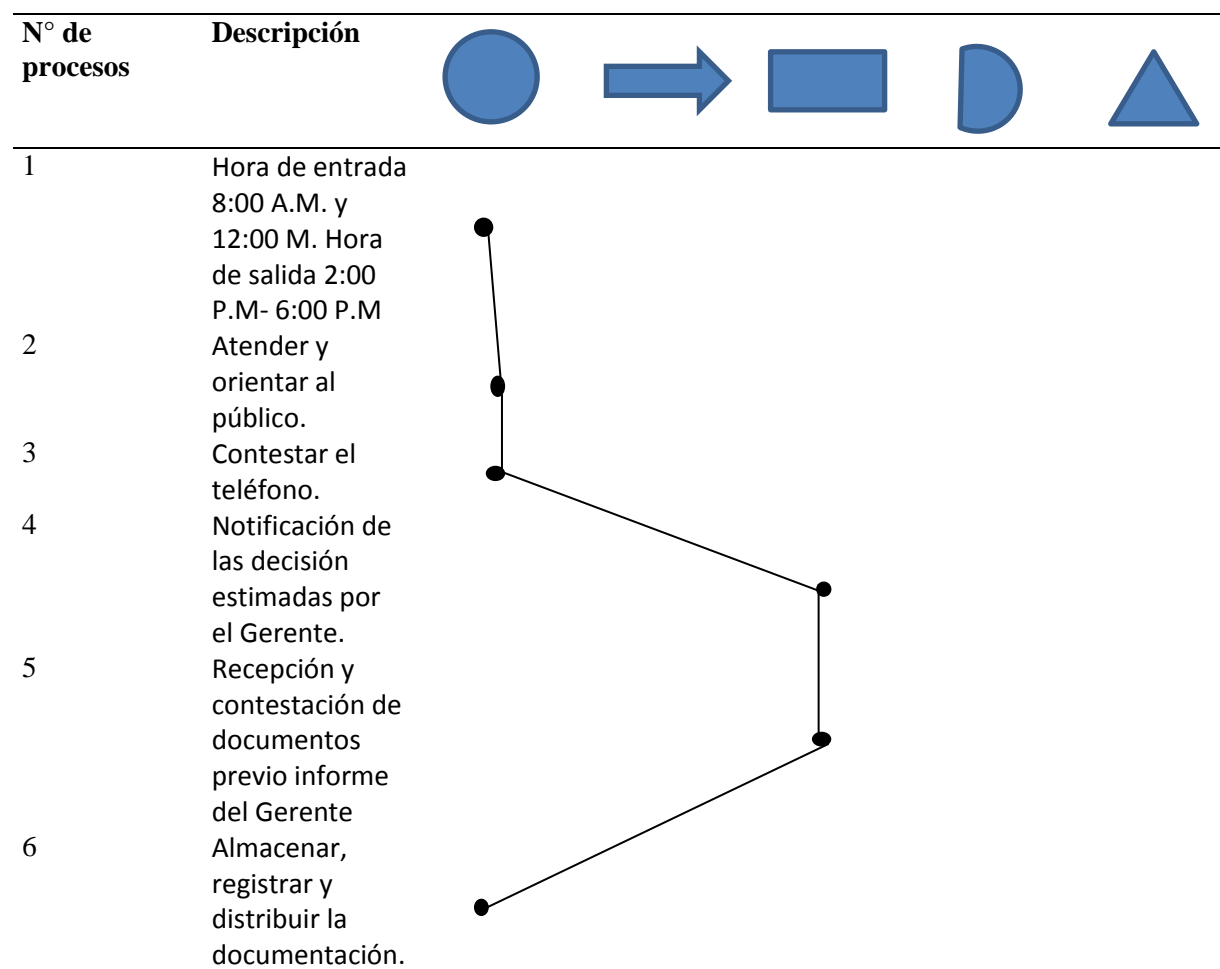 N° de procesos
Descripción
1
Hora de entrada
8:00 A.M. y
12:00 M. Hora
de salida 2:00
P.M- 6:00 P.M
2
Atender y
orientar al
público.
3
Contestar el
teléfono.
4
Notificación de
las decisión
estimadas por
el Gerente.
5
Recepción y
contestación de
documentos
previo informe
del Gerente
6
Almacenar,
registrar y
distribuir la
documentación.